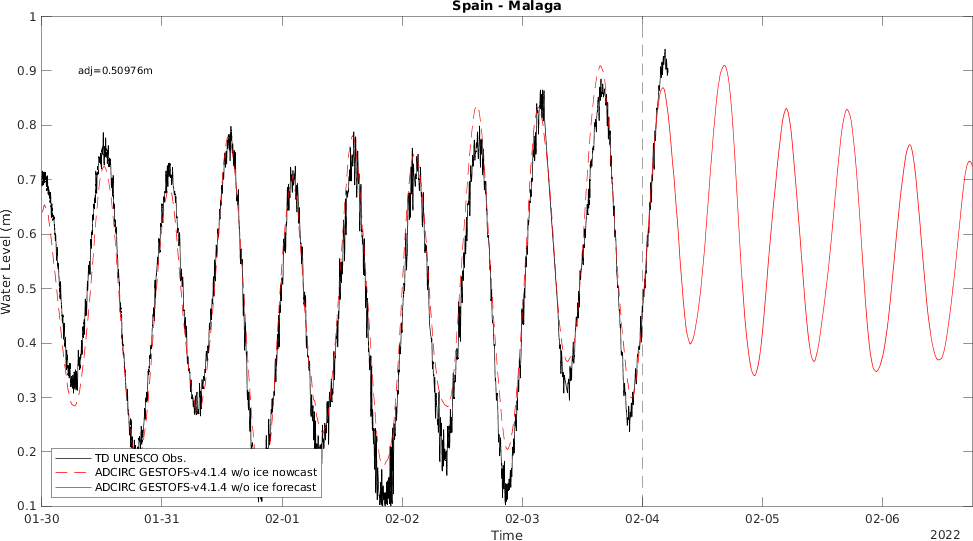 Spain - Malaga
adj=0.50976m
Water Level (m)
1
0.9
0.8
0.7
0.6
0.5
0.4
0.3
0.2
0.1
TD UNESCO Obs.
ADCIRC GESTOFS-v4.1.4 w/o ice nowcast
ADCIRC GESTOFS-v4.1.4 w/o ice forecast
01-30 01-31 02-01 02-02 02-03 02-04 02-05 02-06
Time
2022